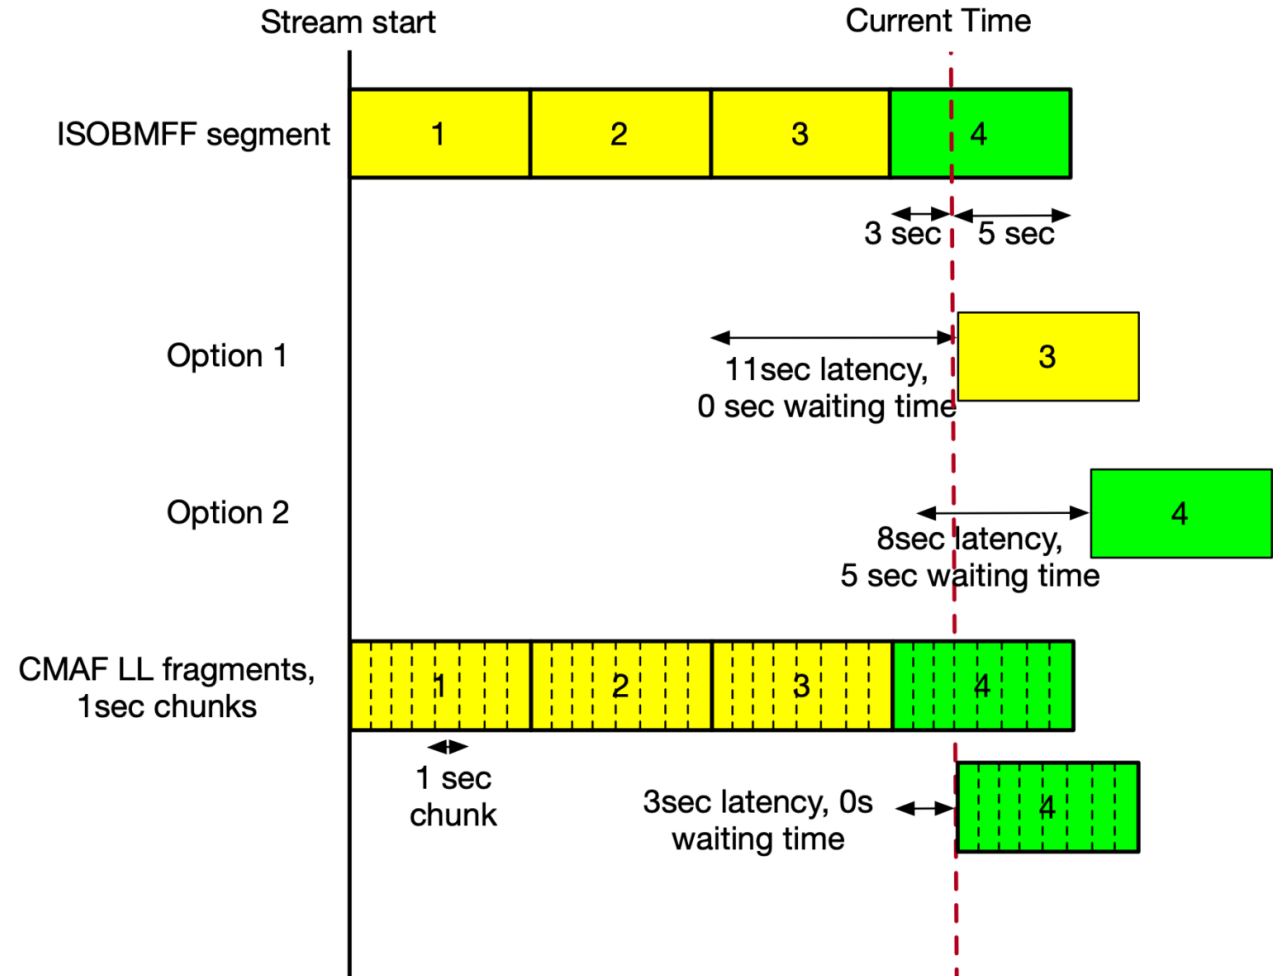 Stream start
Current Time
ISOBMFF segment
1
2
3
4
3 sec
5 sec
Option 1
11sec latency,
0 sec waiting time
3
Option 2
8sec latency,
5 sec waiting time
4
CMAF LL fragments,
1sec chunks
1
2
3
4
1 sec
chunk
3sec latency, 0s
waiting time
4